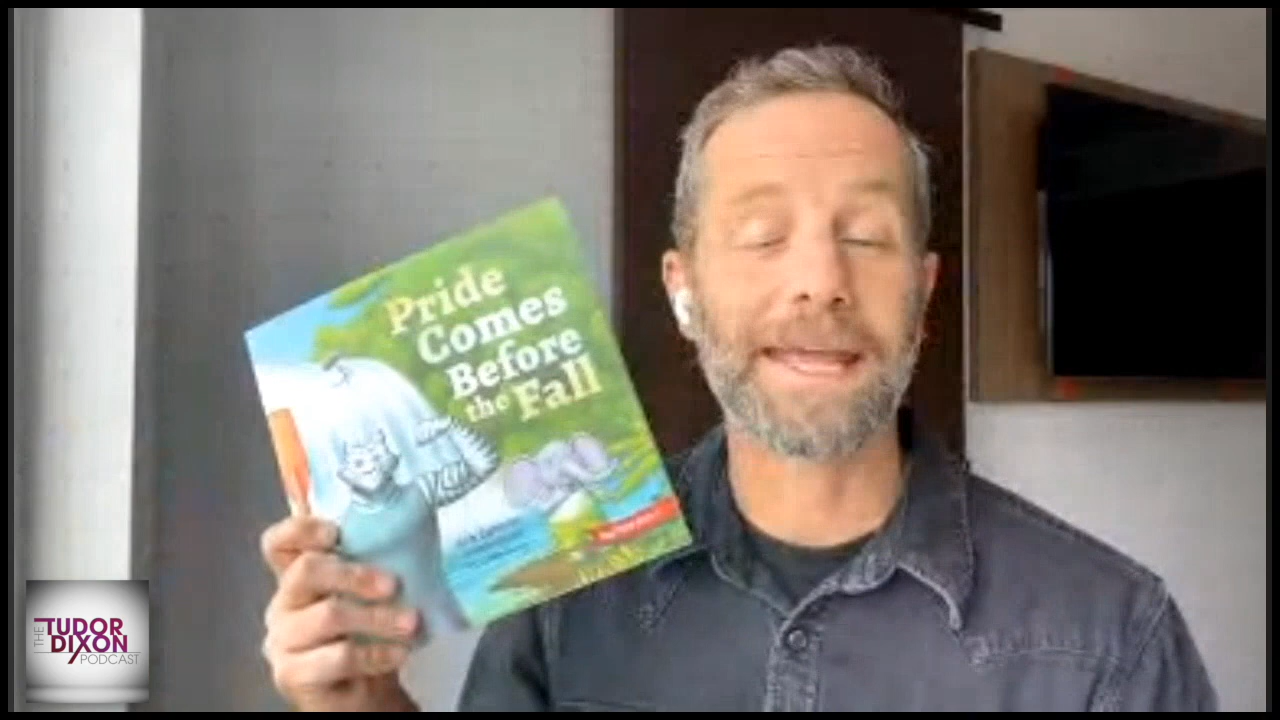 Pride
Comes
Before
the Fall
THE
TUDOR
DIXON
PODCAST